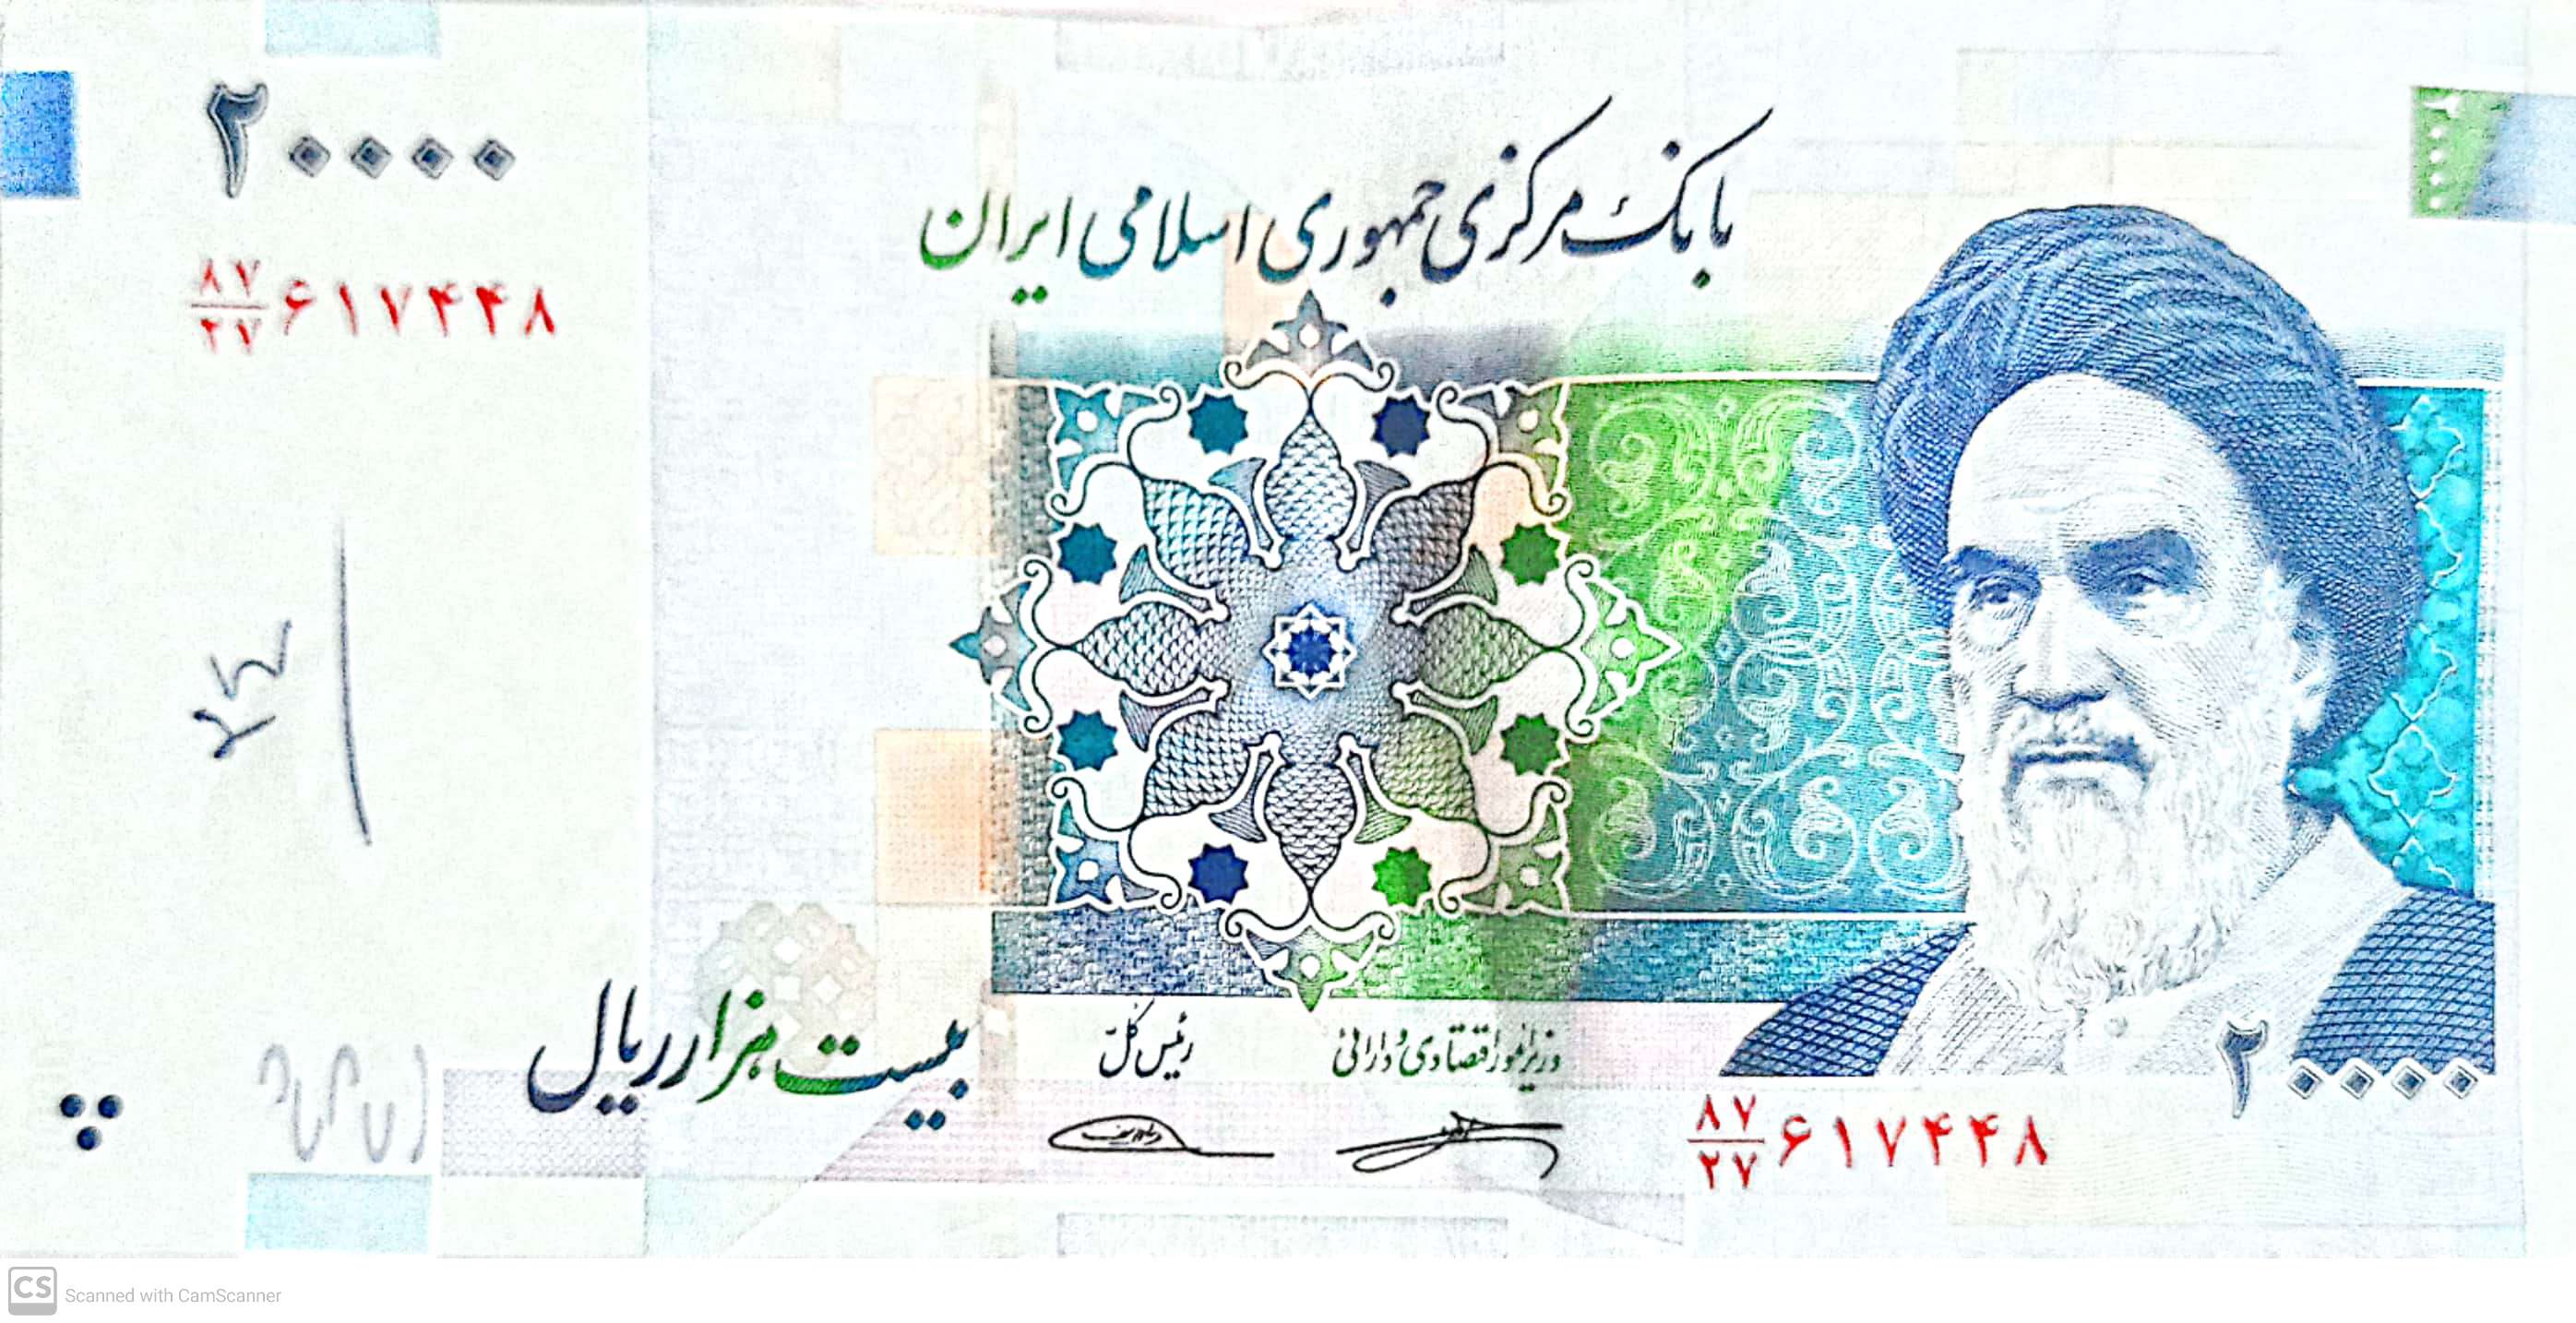 ۲۰۰۰۰
بانک مرکزی جمهوری اسلامی ایران
۸۷/۲۷ ۶۱۷۴۴۸
بیست هزار ریال
رئیس کل
وزیر امور اقتصادی و دارائی
۲۰۰۰۰
۸۷/۲۷ ۶۱۷۴۴۸
CS Scanned with CamScanner